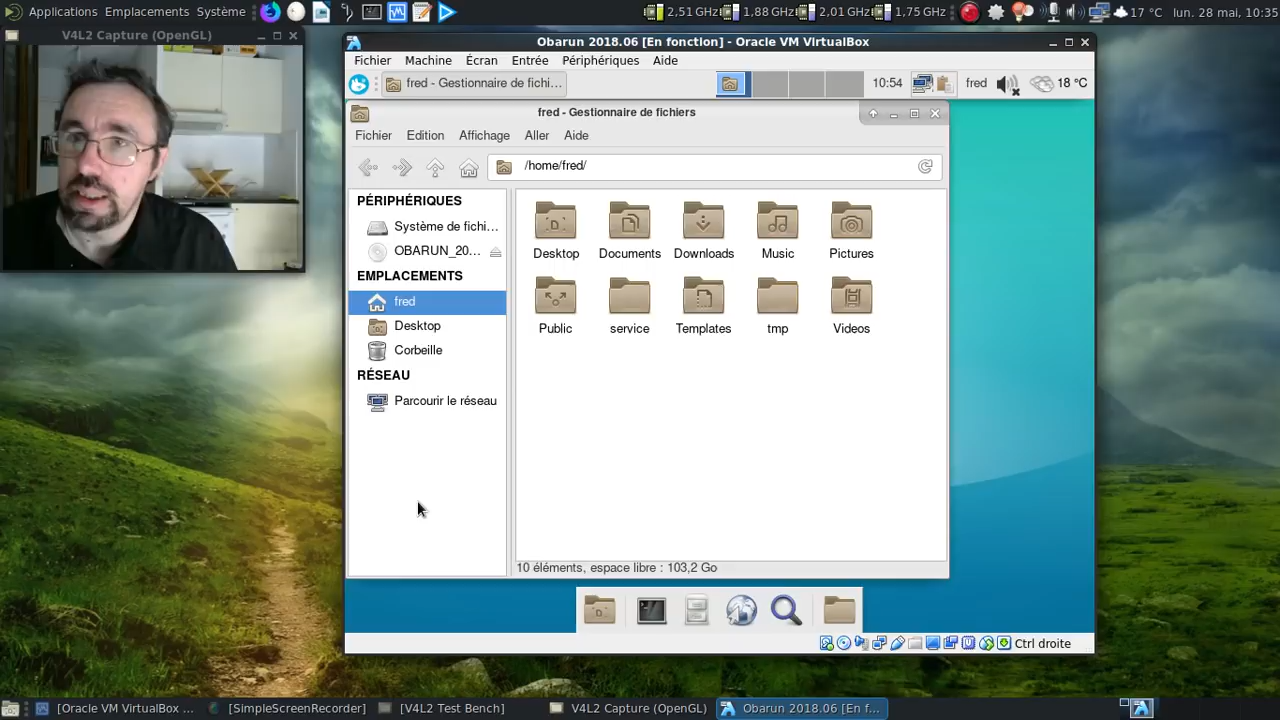 Applications Emplacements Système
2,51 GHz 1,88 GHz 2,01 GHz 1,75 GHz 17 °C lun. 28 mai, 10:35
V4L2 Capture (OpenGL)
Obarun 2018.06 [En fonction] - Oracle VM VirtualBox
Fichier Machine Écran Entrée Périphériques Aide
fred - Gestionnaire de fichi... 10:54 fred 18 °C
fred - Gestionnaire de fichiers
Fichier Edition Affichage Aller Aide
/home/fred/
PÉRIPHÉRIQUES
Système de fichi...
OBARUN_20...
EMPLACEMENTS
fred
Desktop
Corbeille
RÉSEAU
Parcourir le réseau
Desktop Documents Downloads Music Pictures
Public service Templates tmp Videos
10 éléments, espace libre : 103,2 Go
Ctrl droite
[Oracle VM VirtualBox ... [SimpleScreenRecorder] [V4L2 Test Bench] V4L2 Capture (OpenGL) Obarun 2018.06 [En f...